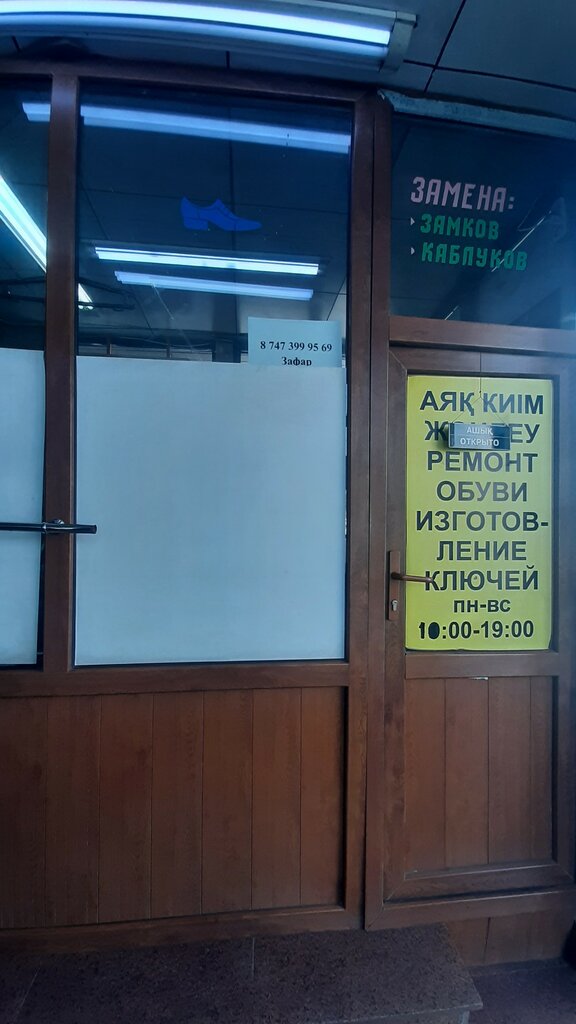 ЗАМЕНА:
ЗАМКОВ
КАБЛУКОВ
8 747 399 95 69
Зафар
АЯҚ КИІМ
АШЫҚ
ОТКРЫТО
РЕМОНТ
ОБУВИ
ИЗГОТОВ-
ЛЕНИЕ
КЛЮЧЕЙ
ПН-ВС
10:00-19:00